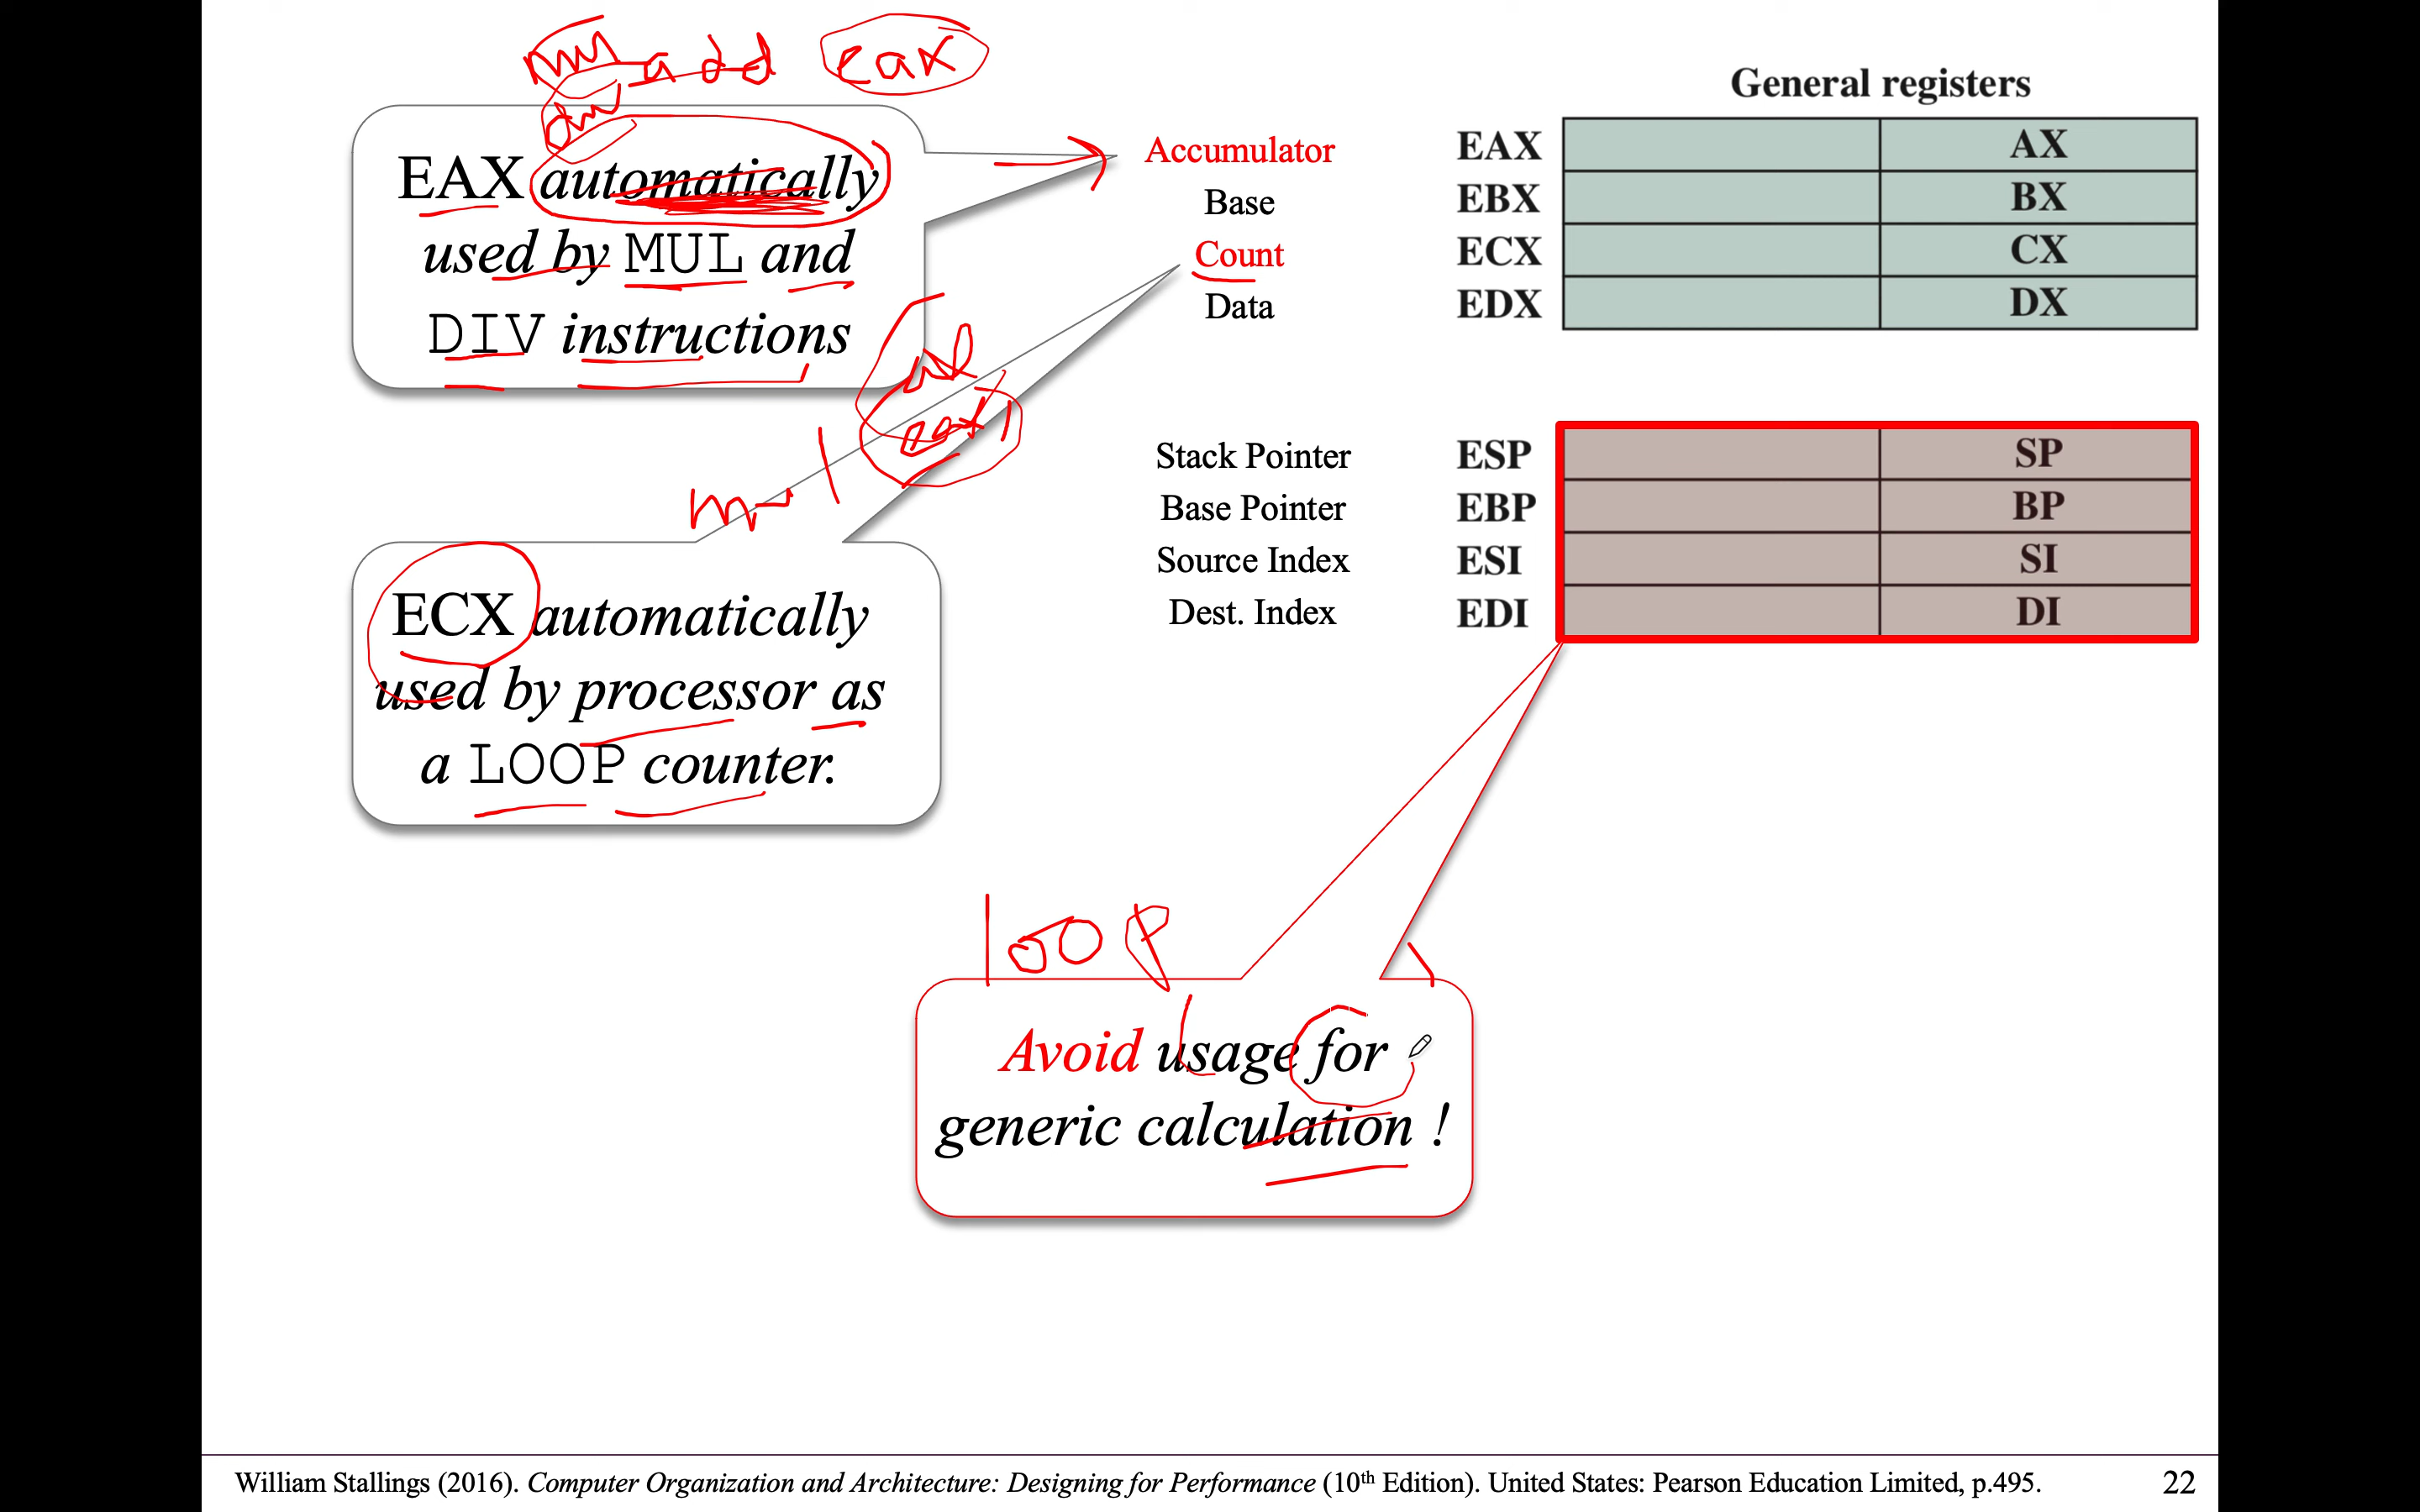 add eax
General registers
EAX automatically
used by MUL and
DIV instructions
Accumulator EAX AX
Base EBX BX
Count ECX CX
Data EDX DX
Stack Pointer ESP SP
Base Pointer EBP BP
Source Index ESI SI
Dest. Index EDI DI
ECX automatically
used by processor as
a LOOP counter.
loop
Avoid usage for
generic calculation !
William Stallings (2016). Computer Organization and Architecture: Designing for Performance (10th Edition). United States: Pearson Education Limited, p.495. 22